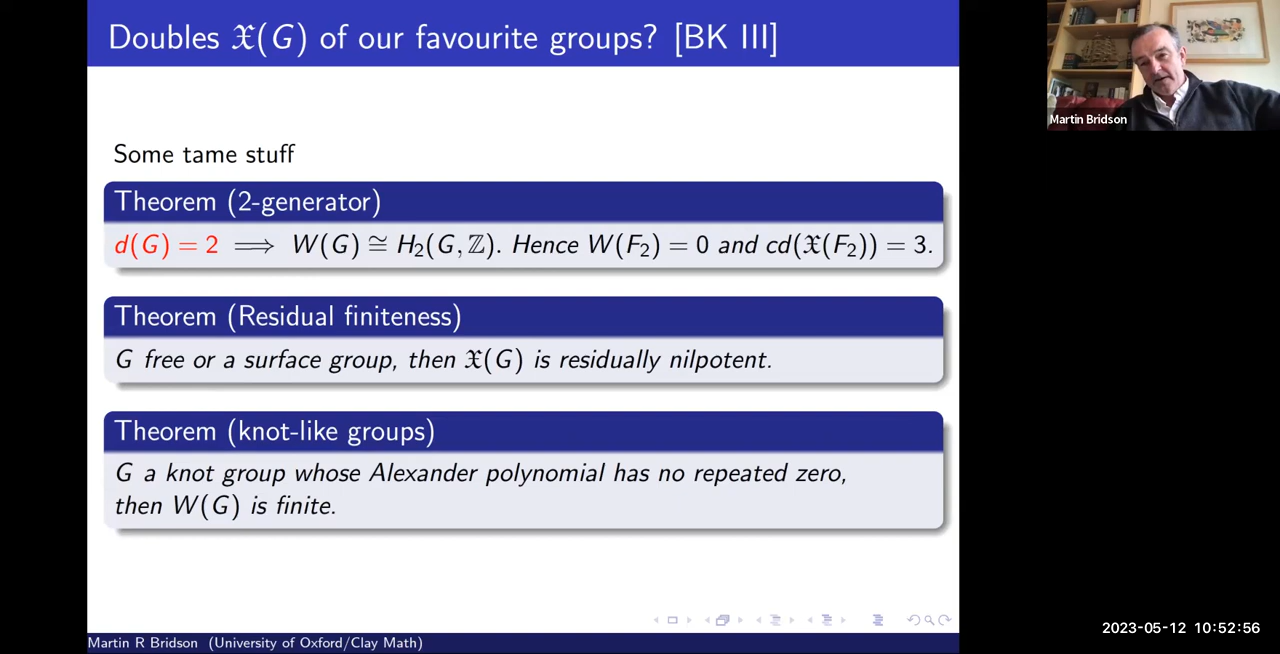 Doubles 𝔛(G) of our favourite groups? [BK III]
Martin Bridson
Some tame stuff
Theorem (2-generator)
d(G) = 2 ⟹ W(G) ≅ H₂(G, ℤ). Hence W(F₂) = 0 and cd(𝔛(F₂)) = 3.
Theorem (Residual finiteness)
G free or a surface group, then 𝔛(G) is residually nilpotent.
Theorem (knot-like groups)
G a knot group whose Alexander polynomial has no repeated zero,
then W(G) is finite.
2023-05-12 10:52:56
Martin R Bridson (University of Oxford/Clay Math)